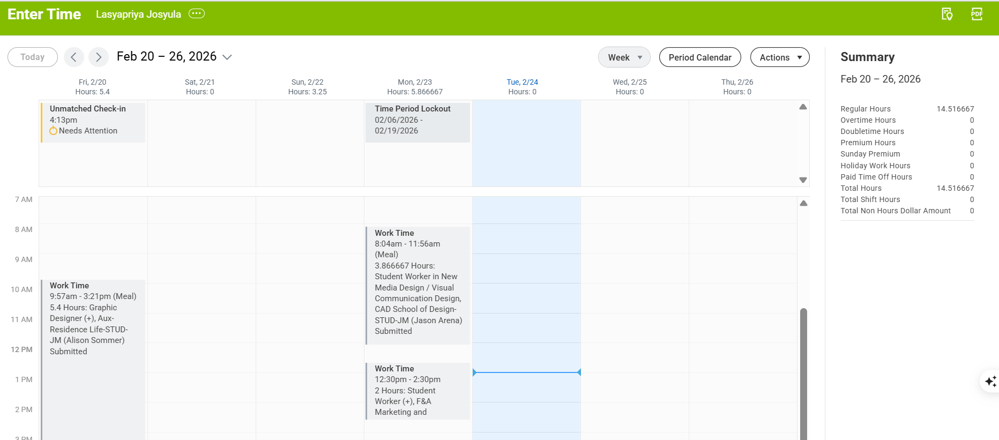 Enter Time
Lasyapriya Josyula
PDF
Today
Feb 20 – 26, 2026
Week
Period Calendar
Actions
Fri, 2/20
Hours: 5.4
Sat, 2/21
Hours: 0
Sun, 2/22
Hours: 3.25
Mon, 2/23
Hours: 5.866667
Tue, 2/24
Hours: 0
Wed, 2/25
Hours: 0
Thu, 2/26
Hours: 0
Unmatched Check-in
4:13pm
Needs Attention
Time Period Lockout
02/06/2026 -
02/19/2026
7 AM
8 AM
9 AM
10 AM
11 AM
12 PM
1 PM
2 PM
3 PM
Work Time
9:57am - 3:21pm (Meal)
5.4 Hours: Graphic
Designer (+), Aux-
Residence Life-STUD-
JM (Alison Sommer)
Submitted
Work Time
8:04am - 11:56am
(Meal)
3.866667 Hours:
Student Worker in New
Media Design / Visual
Communication Design,
CAD School of Design-
STUD-JM (Jason Arena)
Submitted
Work Time
12:30pm - 2:30pm
2 Hours: Student
Worker (+), F&A
Marketing and
Summary
Feb 20 – 26, 2026
Regular Hours 14.516667
Overtime Hours 0
Doubletime Hours 0
Premium Hours 0
Sunday Premium 0
Holiday Work Hours 0
Paid Time Off Hours 0
Total Hours 14.516667
Total Shift Hours 0
Total Non Hours Dollar Amount 0